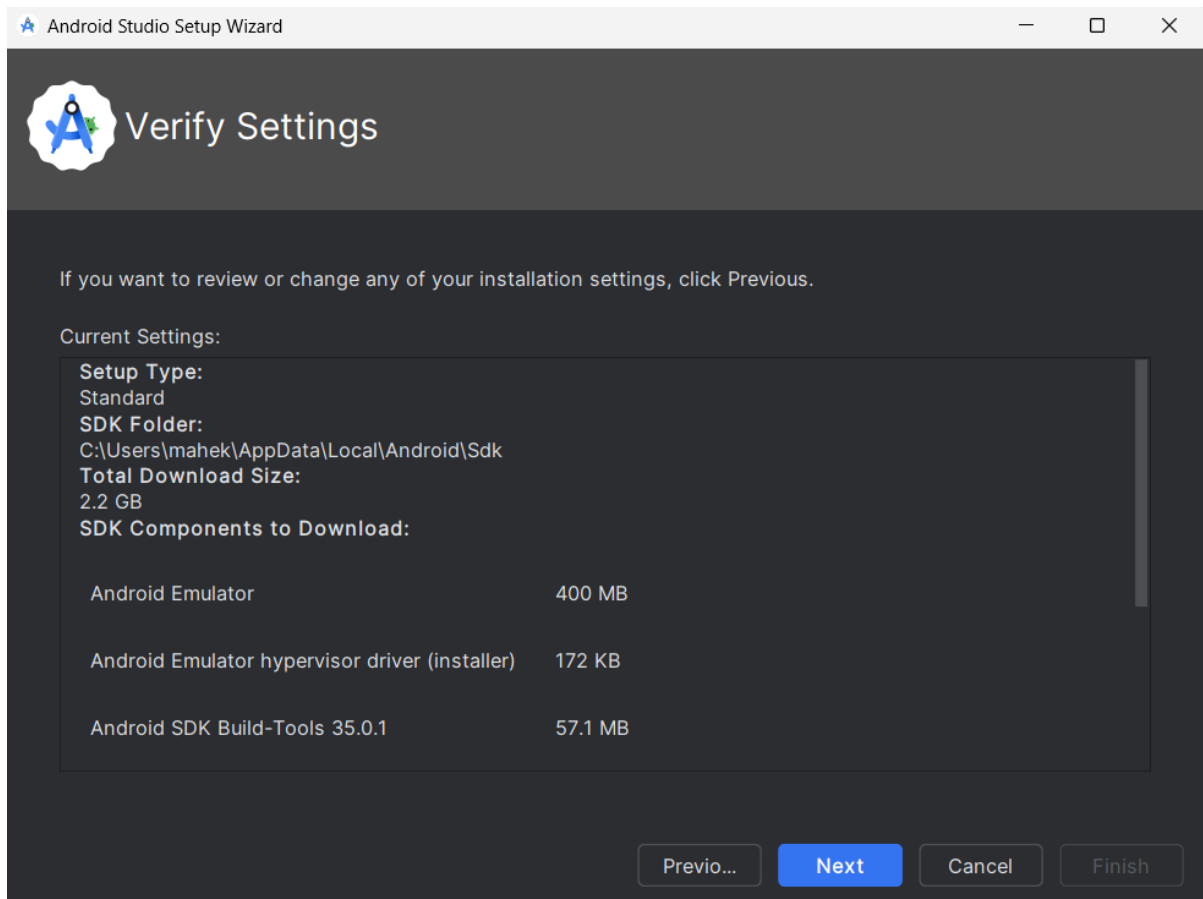 Android Studio Setup Wizard
Verify Settings
If you want to review or change any of your installation settings, click Previous.
Current Settings:
Setup Type:
Standard
SDK Folder:
C:\Users\mahek\AppData\Local\Android\Sdk
Total Download Size:
2.2 GB
SDK Components to Download:
Android Emulator 400 MB
Android Emulator hypervisor driver (installer) 172 KB
Android SDK Build-Tools 35.0.1 57.1 MB
Previo... Next Cancel Finish